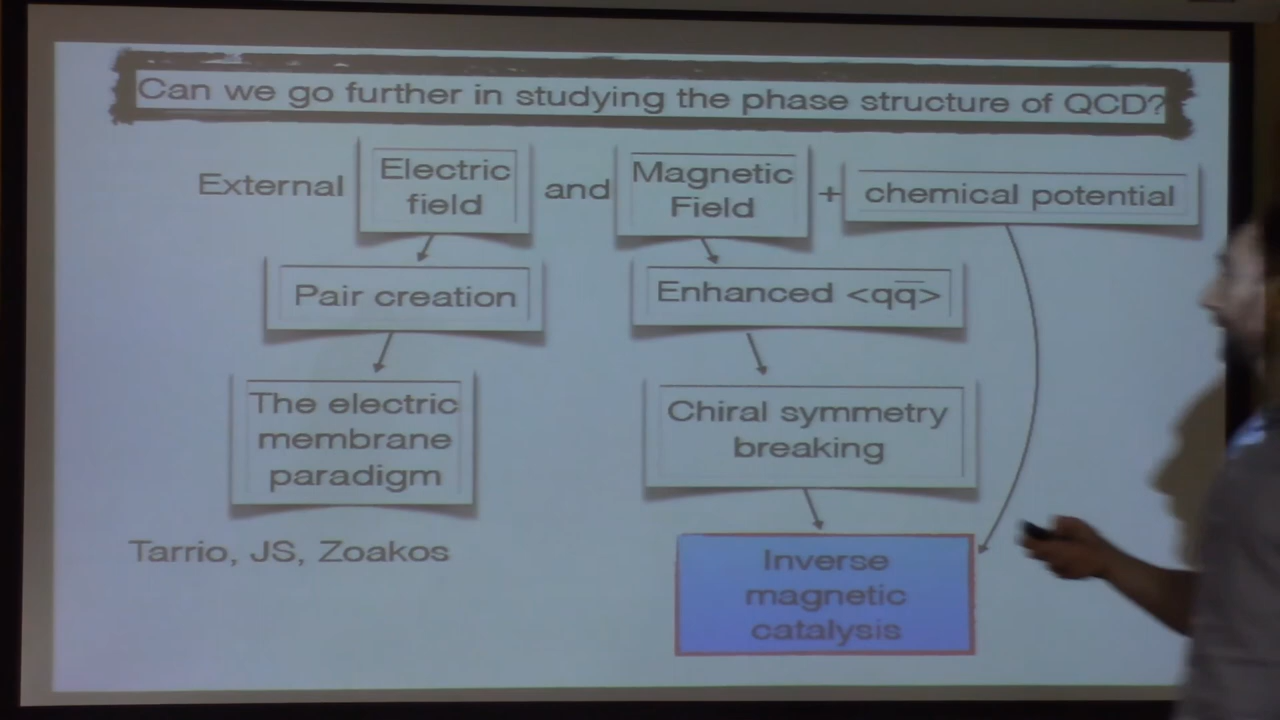 Can we go further in studying the phase structure of QCD?
External
Electric
field
and
Magnetic
Field
+
chemical potential
Pair creation
Enhanced <qq̅>
The electric
membrane
paradigm
Chiral symmetry
breaking
Tarrio, JS, Zoakos
Inverse
magnetic
catalysis